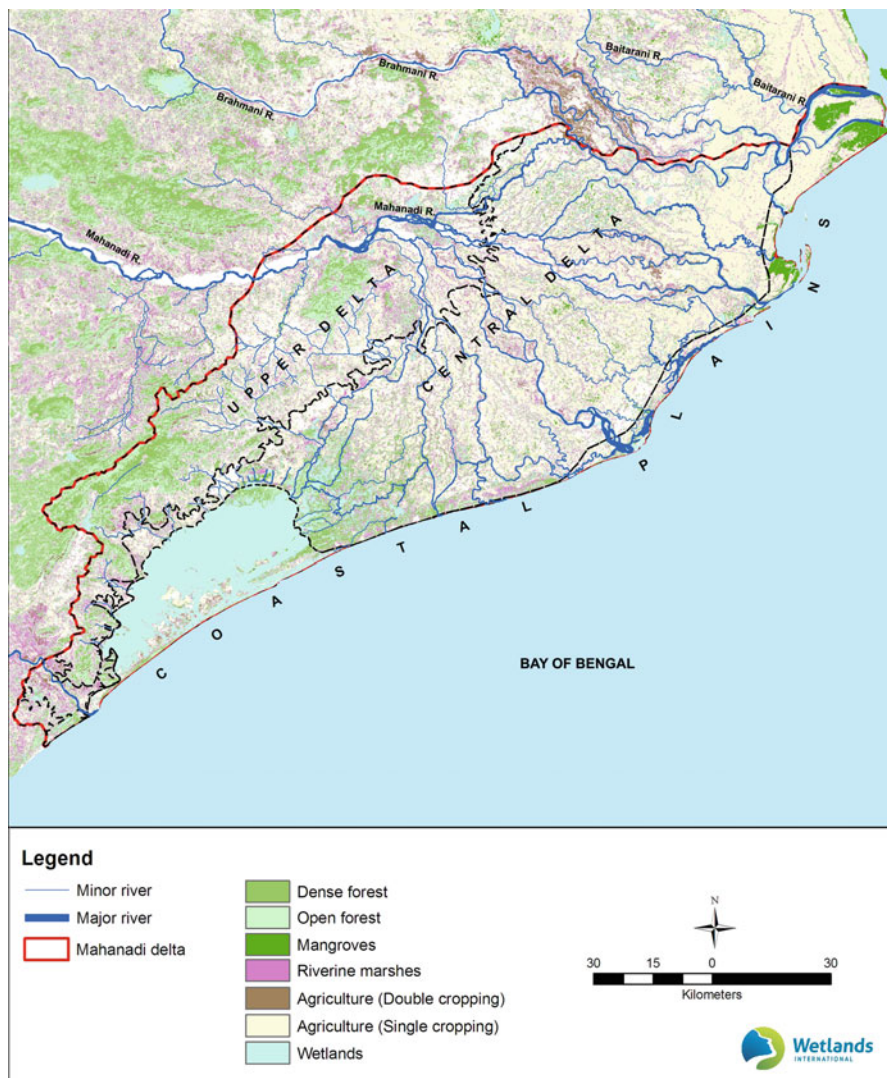 Brahmani R.
Baitarani R.
Brahmani R.
Baitarani R.
Mahanadi R.
Mahanadi R.
UPPER DELTA
CENTRAL DELTA
COASTAL PLAINS
BAY OF BENGAL
Legend
Minor river
Major river
Mahanadi delta
Dense forest
Open forest
Mangroves
Riverine marshes
Agriculture (Double cropping)
Agriculture (Single cropping)
Wetlands
N
30 15 0 30
Kilometers
Wetlands
INTERNATIONAL